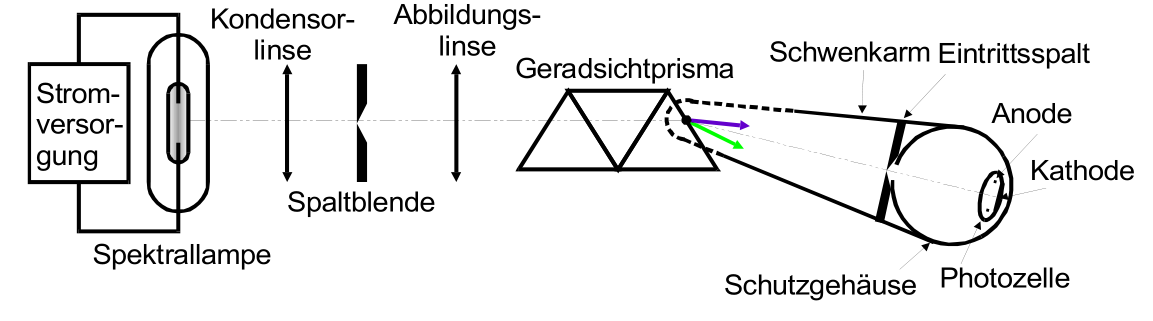 Strom-
versor-
gung
Spektrallampe
Kondensor-
linse
Spaltblende
Abbildungs-
linse
Geradsichtprisma
Schwenkarm
Eintrittsspalt
Anode
Kathode
Photozelle
Schutzgehäuse